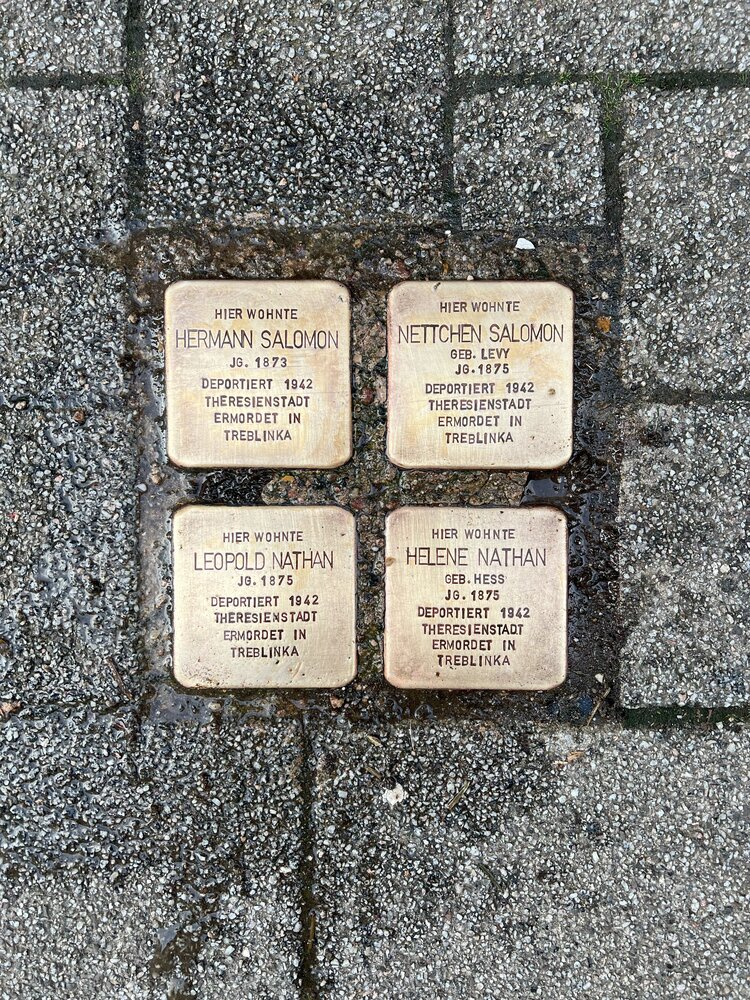 HIER WOHNTE
HERMANN SALOMON
JG. 1873
DEPORTIERT 1942
THERESIENSTADT
ERMORDET IN
TREBLINKA
HIER WOHNTE
NETTCHEN SALOMON
GEB. LEVY
JG. 1875
DEPORTIERT 1942
THERESIENSTADT
ERMORDET IN
TREBLINKA
HIER WOHNTE
LEOPOLD NATHAN
JG. 1875
DEPORTIERT 1942
THERESIENSTADT
ERMORDET IN
TREBLINKA
HIER WOHNTE
HELENE NATHAN
GEB. HESS
JG. 1875
DEPORTIERT 1942
THERESIENSTADT
ERMORDET IN
TREBLINKA